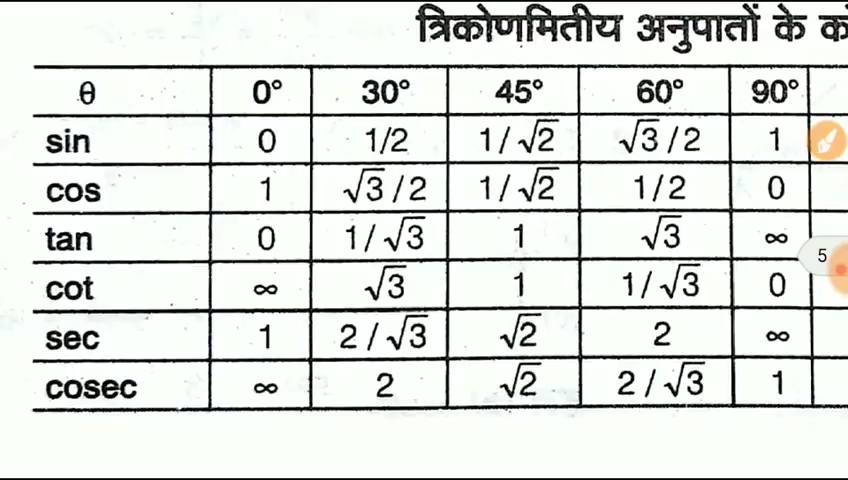 त्रिकोणमितीय अनुपातों के
θ 0° 30° 45° 60° 90°
sin 0 1/2 1/√2 √3/2 1
cos 1 √3/2 1/√2 1/2 0
tan 0 1/√3 1 √3 ∞
cot ∞ √3 1 1/√3 0
sec 1 2/√3 √2 2 ∞
cosec ∞ 2 √2 2/√3 1
5